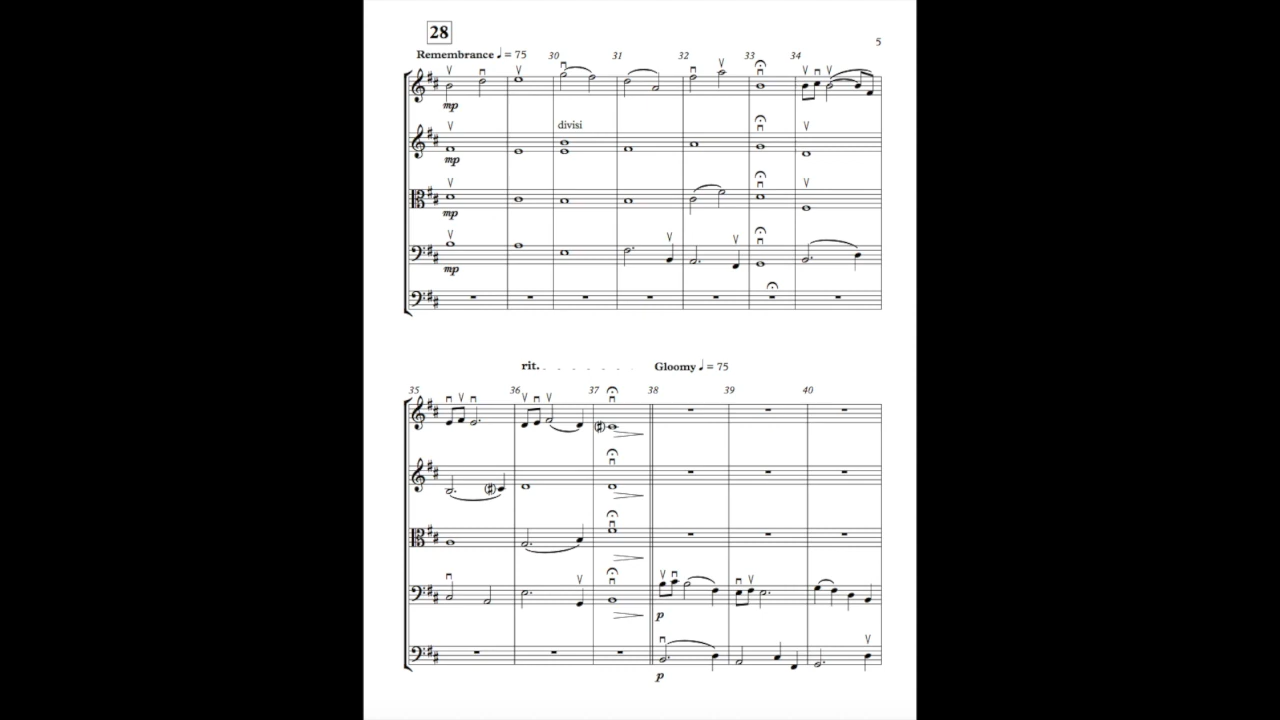 28
5
Remembrance ♩ = 75 30 31 32 33 34
mp
divisi
mp
mp
mp
rit. Gloomy ♩ = 75
35 36 37 38 39 40
p
p